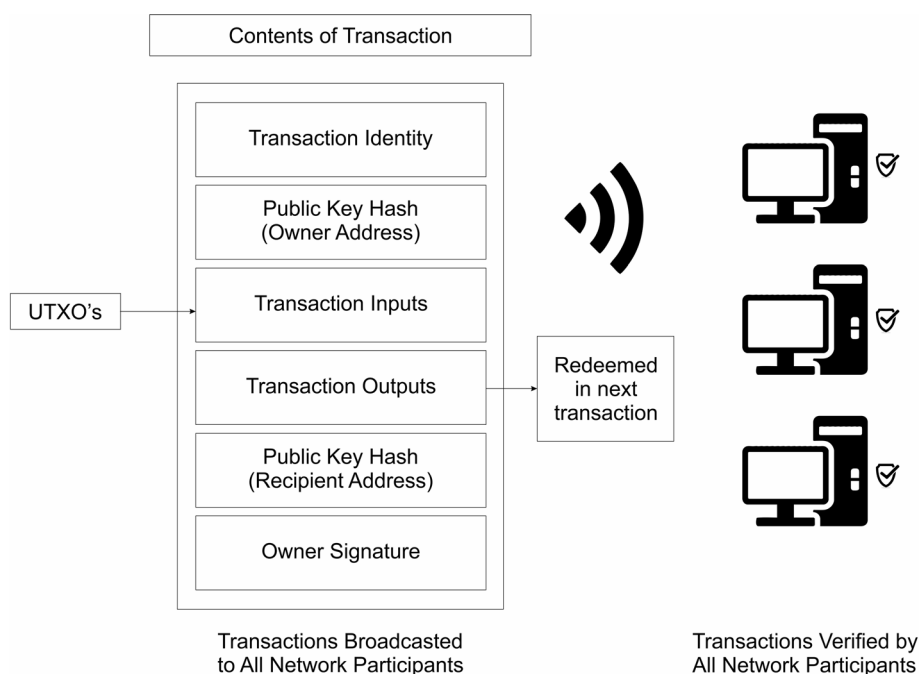 Contents of Transaction
Transaction Identity
Public Key Hash
(Owner Address)
UTXO's
Transaction Inputs
Transaction Outputs
Redeemed
in next
transaction
Public Key Hash
(Recipient Address)
Owner Signature
Transactions Broadcasted
to All Network Participants
Transactions Verified by
All Network Participants